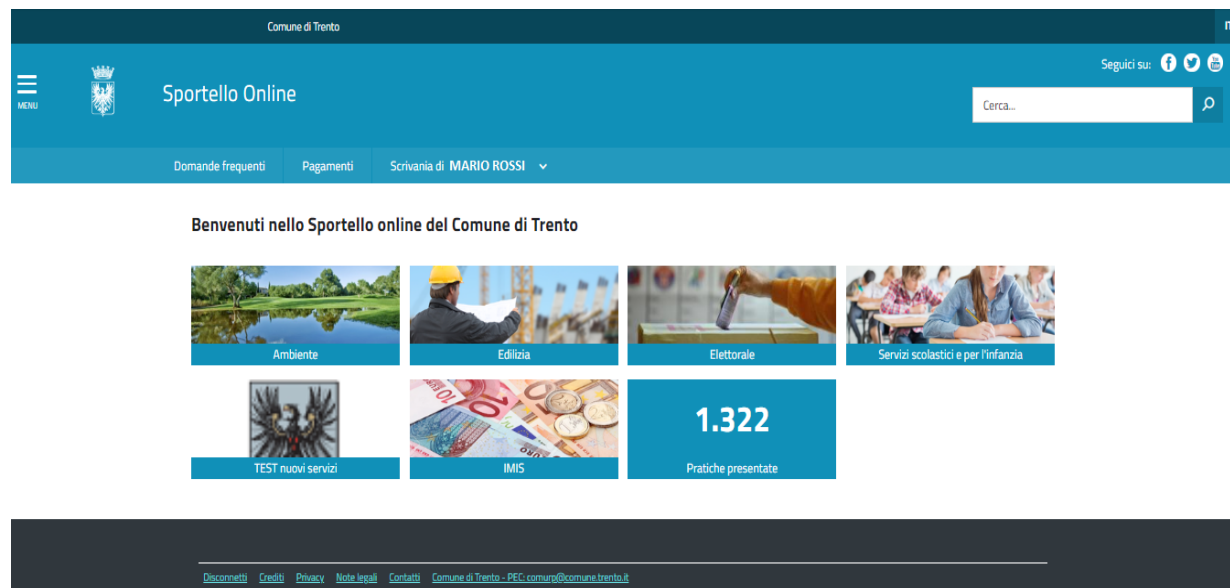 Comune di Trento
Seguici su:
MENU
Sportello Online
Cerca...
Domande frequenti Pagamenti Scrivania di MARIO ROSSI
Benvenuti nello Sportello online del Comune di Trento
Ambiente Edilizia Elettorale Servizi scolastici e per l'infanzia
1.322
TEST nuovi servizi IMIS Pratiche presentate
Disconnetti Crediti Privacy Note legali Contatti Comune di Trento - PEC: comurp@comune.trento.it